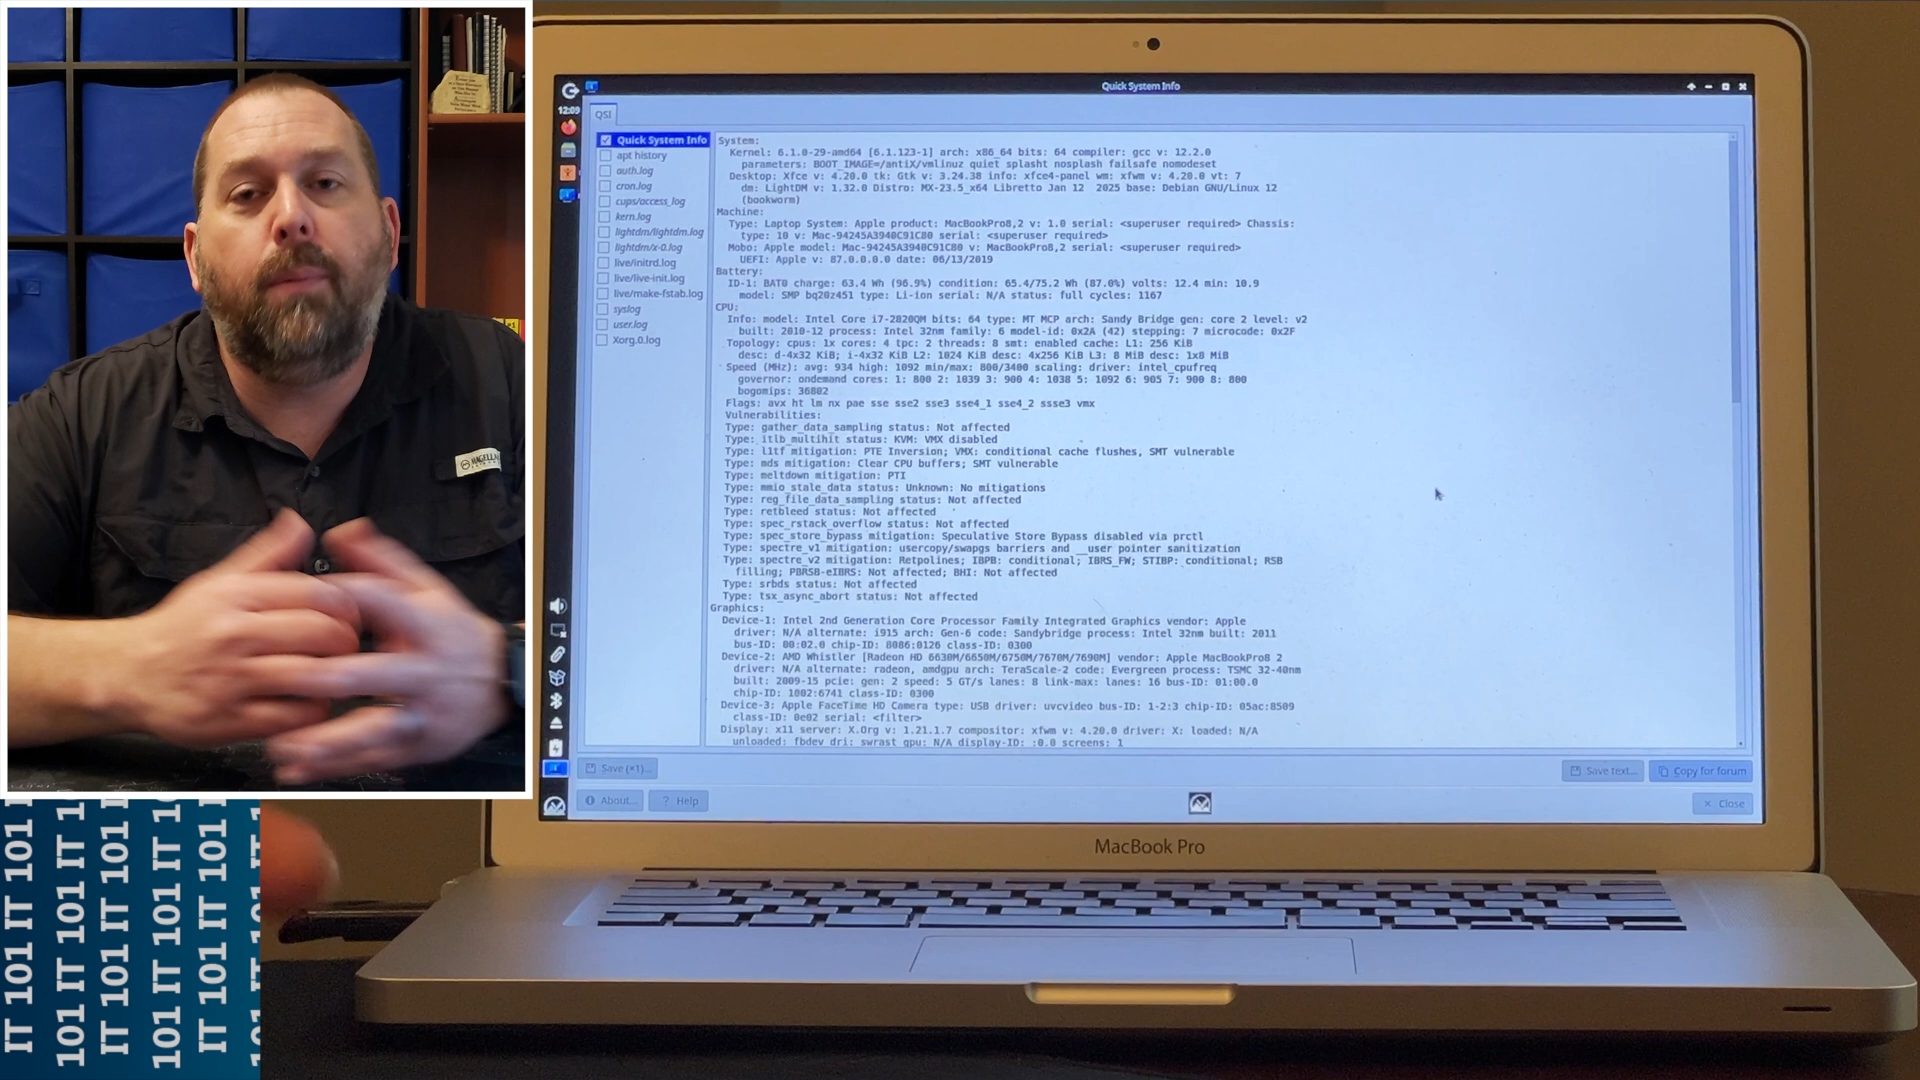 Quick System Info
12:09
QSI
Quick System Info
apt history
auth.log
cron.log
cups/access_log
kern.log
lightdm/lightdm.log
lightdm/x-0.log
live/initrd.log
live/live-init.log
live/make-fstab.log
syslog
user.log
Xorg.0.log
System:
Kernel: 6.1.0-29-amd64 [6.1.123-1] arch: x86_64 bits: 64 compiler: gcc v: 12.2.0
parameters: BOOT_IMAGE=/antiX/vmlinuz quiet splasht nosplash failsafe nomodeset
Desktop: Xfce v: 4.20.0 tk: Gtk v: 3.24.38 info: xfce4-panel wm: xfwm v: 4.20.0 vt: 7
dm: LightDM v: 1.32.0 Distro: MX-23.5_x64 Libretto Jan 12 2025 base: Debian GNU/Linux 12
(bookworm)
Machine:
Type: Laptop System: Apple product: MacBookPro8,2 v: 1.0 serial: <superuser required> Chassis:
type: 10 v: Mac-94245A3940C91C80 serial: <superuser required>
Mobo: Apple model: Mac-94245A3940C91C80 v: MacBookPro8,2 serial: <superuser required>
UEFI: Apple v: 87.0.0.0.0 date: 06/13/2019
Battery:
ID-1: BAT0 charge: 63.4 Wh (96.9%) condition: 65.4/75.2 Wh (87.0%) volts: 12.4 min: 10.9
model: SMP bq20z451 type: Li-ion serial: N/A status: full cycles: 1167
CPU:
Info: model: Intel Core i7-2820QM bits: 64 type: MT MCP arch: Sandy Bridge gen: core 2 level: v2
built: 2010-12 process: Intel 32nm family: 6 model-id: 0x2A (42) stepping: 7 microcode: 0x2F
Topology: cpus: 1x cores: 4 tpc: 2 threads: 8 smt: enabled cache: L1: 256 KiB
desc: d-4x32 KiB; i-4x32 KiB L2: 1024 KiB desc: 4x256 KiB L3: 8 MiB desc: 1x8 MiB
Speed (MHz): avg: 934 high: 1092 min/max: 800/3400 scaling: driver: intel_cpufreq
governor: ondemand cores: 1: 800 2: 1039 3: 900 4: 1038 5: 1092 6: 905 7: 900 8: 800
bogomips: 36802
Flags: avx ht lm nx pae sse sse2 sse3 sse4_1 sse4_2 ssse3 vmx
Vulnerabilities:
Type: gather_data_sampling status: Not affected
Type: itlb_multihit status: KVM: VMX disabled
Type: l1tf mitigation: PTE Inversion; VMX: conditional cache flushes, SMT vulnerable
Type: mds mitigation: Clear CPU buffers; SMT vulnerable
Type: meltdown mitigation: PTI
Type: mmio_stale_data status: Unknown: No mitigations
Type: reg_file_data_sampling status: Not affected
Type: retbleed status: Not affected
Type: spec_rstack_overflow status: Not affected
Type: spec_store_bypass mitigation: Speculative Store Bypass disabled via prctl
Type: spectre_v1 mitigation: usercopy/swapgs barriers and __user pointer sanitization
Type: spectre_v2 mitigation: Retpolines; IBPB: conditional; IBRS_FW; STIBP: conditional; RSB
filling; PBRSB-eIBRS: Not affected; BHI: Not affected
Type: srbds status: Not affected
Type: tsx_async_abort status: Not affected
Graphics:
Device-1: Intel 2nd Generation Core Processor Family Integrated Graphics vendor: Apple
driver: N/A alternate: i915 arch: Gen-6 code: Sandybridge process: Intel 32nm built: 2011
bus-ID: 00:02.0 chip-ID: 8086:0126 class-ID: 0300
Device-2: AMD Whistler [Radeon HD 6630M/6650M/6750M/7670M/7690M] vendor: Apple MacBookPro8 2
driver: N/A alternate: radeon, amdgpu arch: TeraScale-2 code: Evergreen process: TSMC 32-40nm
built: 2009-15 pcie: gen: 2 speed: 5 GT/s lanes: 8 link-max: lanes: 16 bus-ID: 01:00.0
chip-ID: 1002:6741 class-ID: 0300
Device-3: Apple FaceTime HD Camera type: USB driver: uvcvideo bus-ID: 1-2:3 chip-ID: 05ac:8509
class-ID: 0e02 serial: <filter>
Display: x11 server: X.Org v: 1.21.1.7 compositor: xfwm v: 4.20.0 driver: X: loaded: N/A
unloaded: fbdev dri: swrast gpu: N/A display-ID: :0.0 screens: 1
Save (×1)...
Save text...
Copy for forum
About...
Help
Close
MacBook Pro
IT 101 IT 101
101 IT 101 IT
IT 101 IT 101
101 IT 101 IT
IT 101 IT 101